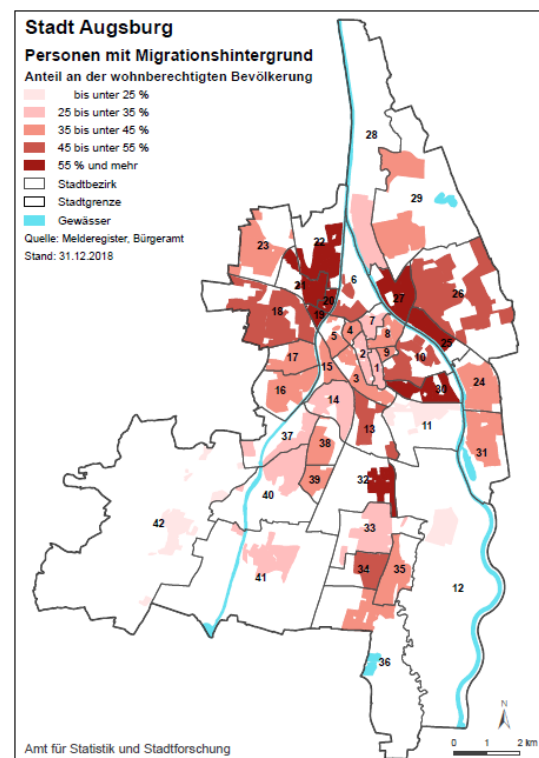 Stadt Augsburg
Personen mit Migrationshintergrund
Anteil an der wohnberechtigten Bevölkerung
bis unter 25 %
25 bis unter 35 %
35 bis unter 45 %
45 bis unter 55 %
55 % und mehr
Stadtbezirk
Stadtgrenze
Gewässer
Quelle: Melderegister, Bürgeramt
Stand: 31.12.2018
28
29
23
22
6
21
27
26
20
18
19
7
4
8
5
25
9
10
17
2
15
1
24
3
16
30
14
11
13
37
38
31
32
39
40
42
33
34
35
41
12
36
N
Amt für Statistik und Stadtforschung
0 1 2 km